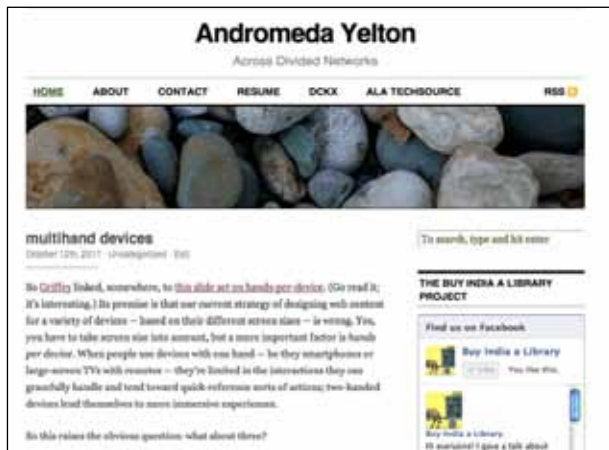 Andromeda Yelton
Across Divided Networks
HOME ABOUT CONTACT RESUME DCKX ALA TECHSOURCE RSS
multihand devices
October 12th, 2011 · Uncategorized · Edit
So Griffey linked, somewhere, to this slide set on hands-per-device. (Go read it;
it's interesting.) Its premise is that our current strategy of designing web content
for a variety of devices — based on their different screen sizes — is wrong. Yes,
you have to take screen size into account, but a more important factor is hands
per device. When people use devices with one hand — be they smartphones or
large-screen TVs with remotes — they're limited in the interactions they can
gracefully handle and tend toward quick-reference sorts of actions; two-handed
devices lend themselves to more immersive experiences.
So this raises the obvious question: what about three?
To search, type and hit enter
THE BUY INDIA A LIBRARY
PROJECT
Find us on Facebook
Buy India a Library
Like You like this.
Buy India a Library
Hi everyone! I gave a talk about